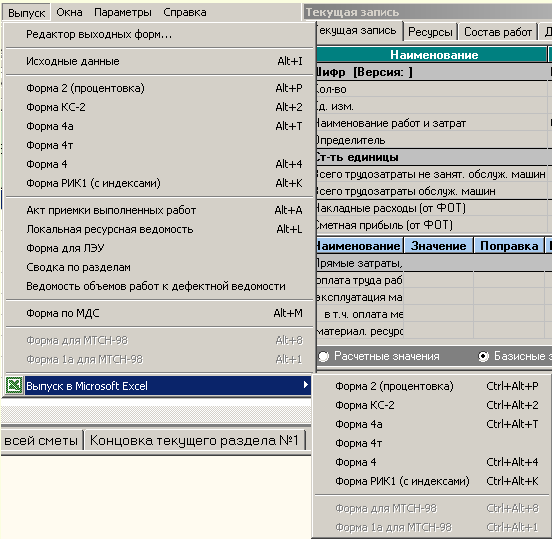 Выпуск Окна Параметры Справка
Текущая запись
Редактор выходных форм...
Исходные данные Alt+I
Форма 2 (процентовка) Alt+P
Форма КС-2 Alt+2
Форма 4а Alt+T
Форма 4т
Форма 4 Alt+4
Форма РИК1 (с индексами) Alt+K
Акт приемки выполненных работ Alt+A
Локальная ресурсная ведомость Alt+L
Форма для ЛЭУ
Сводка по разделам
Ведомость объемов работ к дефектной ведомости
Форма по МДС Alt+M
Форма для МТСН-98 Alt+8
Форма 1а для МТСН-98 Alt+1
Выпуск в Microsoft Excel
Текущая запись Ресурсы Состав работ Д
Наименование
Шифр [Версия: ]
Кол-во
Ед. изм.
Наименование работ и затрат
Определитель
Ст-ть единицы
Всего трудозатраты не занят. обслуж. машин
Всего трудозатраты обслуж. машин
Накладные расходы (от ФОТ)
Сметная прибыль (от ФОТ)
Наименование Значение Поправка
Прямые затраты,
оплата труда раб
эксплуатация ма
в т.ч. оплата ме
материал. ресурс
Расчетные значения Базисные з
Форма 2 (процентовка) Ctrl+Alt+P
Форма КС-2 Ctrl+Alt+2
Форма 4а Ctrl+Alt+T
Форма 4т
Форма 4 Ctrl+Alt+4
Форма РИК1 (с индексами) Ctrl+Alt+K
Форма для МТСН-98 Ctrl+Alt+8
Форма 1а для МТСН-98 Ctrl+Alt+1
всей сметы Концовка текущего раздела №1